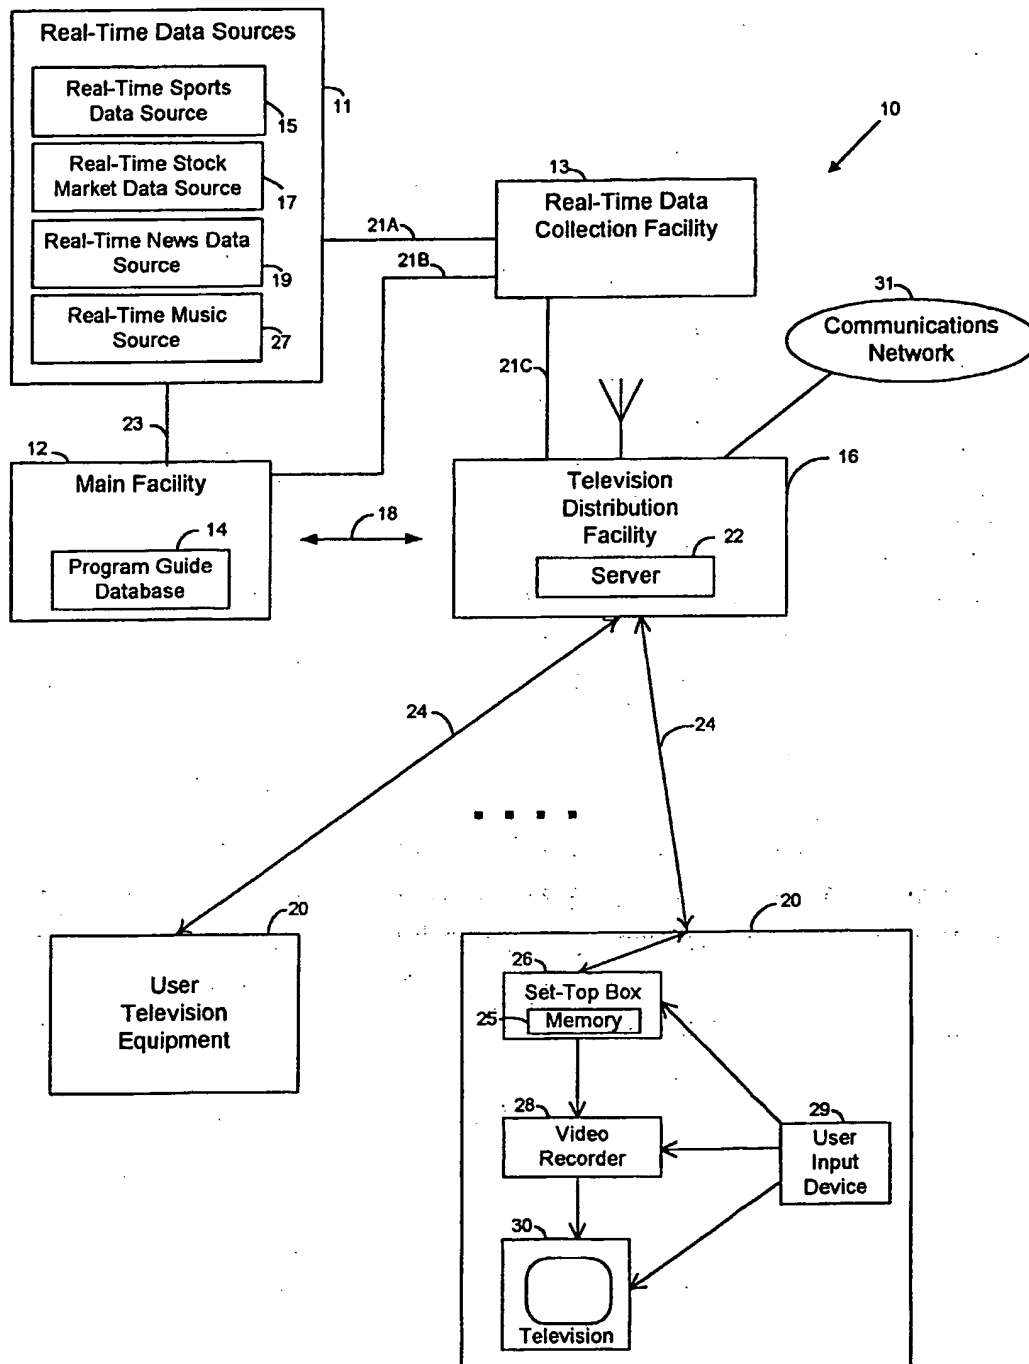 Real-Time Data Sources
Real-Time Sports
Data Source
15
Real-Time Stock
Market Data Source
17
Real-Time News Data
Source
19
Real-Time Music
Source
27
11
10
13
Real-Time Data
Collection Facility
21A
21B
21C
31
Communications
Network
23
12
Main Facility
14
Program Guide
Database
18
16
Television
Distribution
Facility
22
Server
24
24
20
User
Television
Equipment
20
26
Set-Top Box
25
Memory
28
Video
Recorder
29
User
Input
Device
30
Television